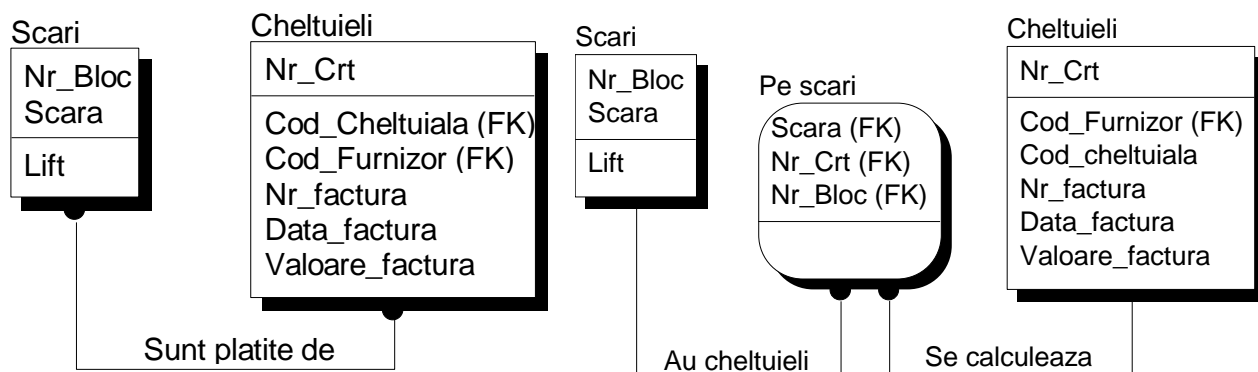 Scari
Nr_Bloc
Scara
Lift
Cheltuieli
Nr_Crt
Cod_Cheltuiala (FK)
Cod_Furnizor (FK)
Nr_factura
Data_factura
Valoare_factura
Sunt platite de
Scari
Nr_Bloc
Scara
Lift
Pe scari
Scara (FK)
Nr_Crt (FK)
Nr_Bloc (FK)
Cheltuieli
Nr_Crt
Cod_Furnizor (FK)
Cod_cheltuiala
Nr_factura
Data_factura
Valoare_factura
Au cheltuieli
Se calculeaza